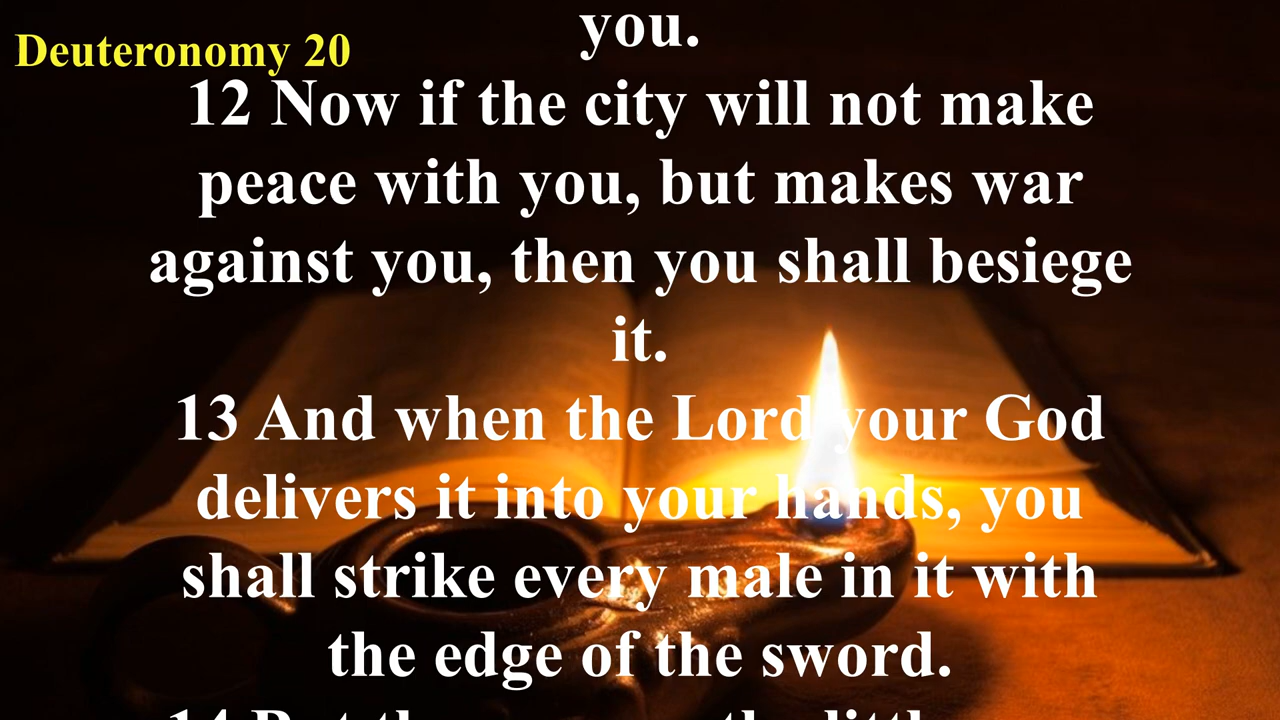 you.
Deuteronomy 20
12 Now if the city will not make
peace with you, but makes war
against you, then you shall besiege
it.
13 And when the Lord your God
delivers it into your hands, you
shall strike every male in it with
the edge of the sword.